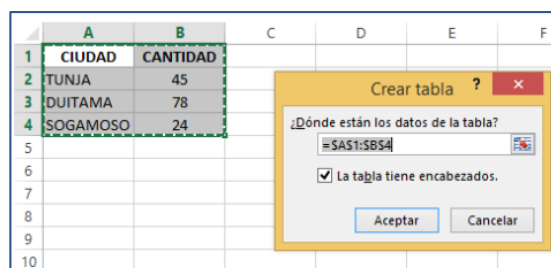 A B C D E F
1 CIUDAD CANTIDAD
2 TUNJA 45
3 DUITAMA 78
4 SOGAMOSO 24
5
6
7
8
9
10
Crear tabla ? ×
¿Dónde están los datos de la tabla?
=$A$1:$B$4
La tabla tiene encabezados.
Aceptar Cancelar